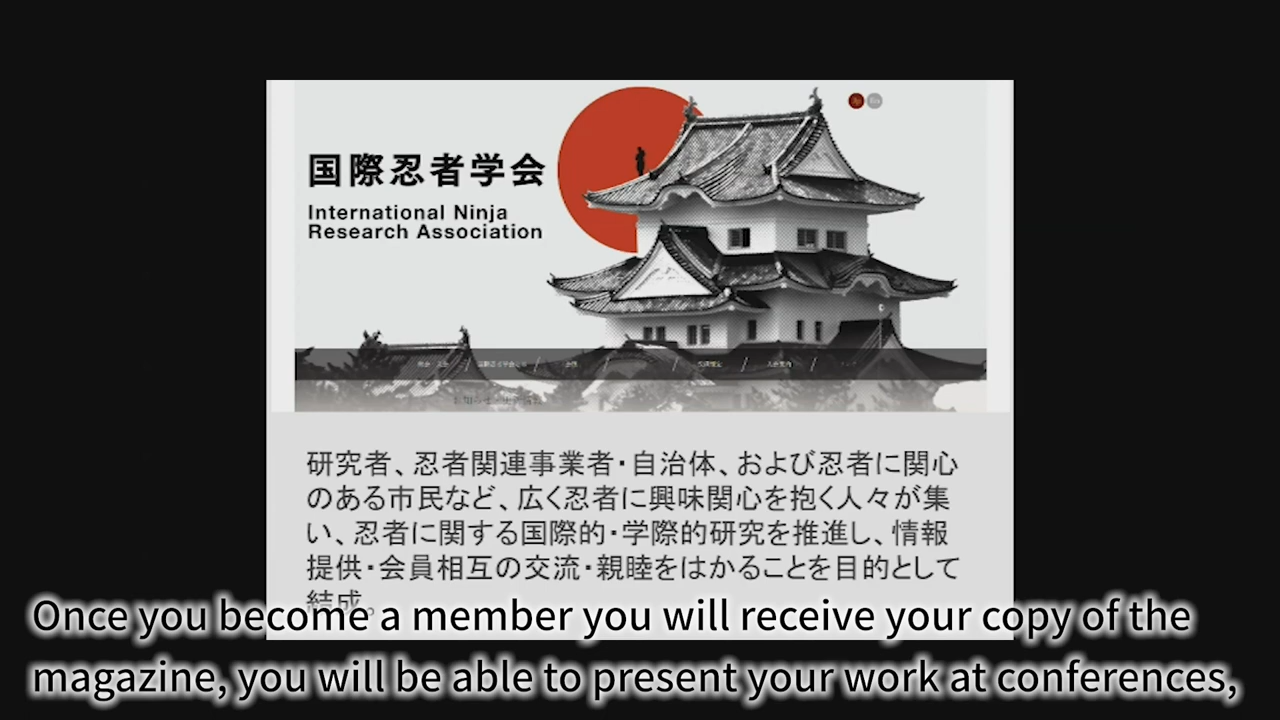 国際忍者学会
International Ninja
Research Association
研究者、忍者関連事業者・自治体、および忍者に関心
のある市民など、広く忍者に興味関心を抱く人々が集
い、忍者に関する国際的・学際的研究を推進し、情報
提供・会員相互の交流・親睦をはかることを目的として
結成。
Once you become a member you will receive your copy of the
magazine, you will be able to present your work at conferences,